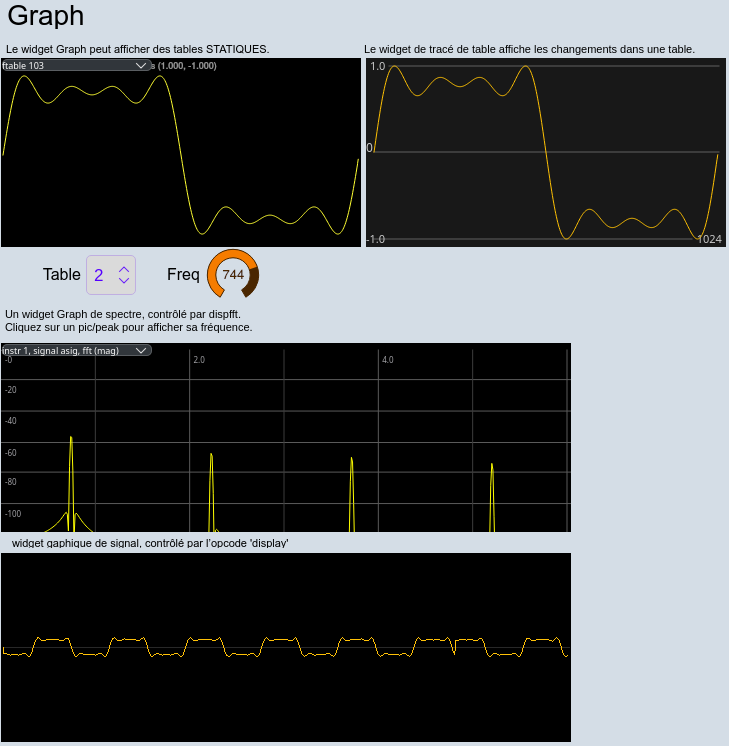 Graph
Le widget Graph peut afficher des tables STATIQUES.
Le widget de tracé de table affiche les changements dans une table.
ftable 103
s (1.000, -1.000)
1.0
0
-1.0
1024
Table
2
Freq
744
Un widget Graph de spectre, contrôlé par dispfft.
Cliquez sur un pic/peak pour afficher sa fréquence.
instr 1, signal asig, fft (mag)
-0
2.0
4.0
-20
-40
-60
-80
-100
widget gaphique de signal, contrôlé par l'opcode 'display'